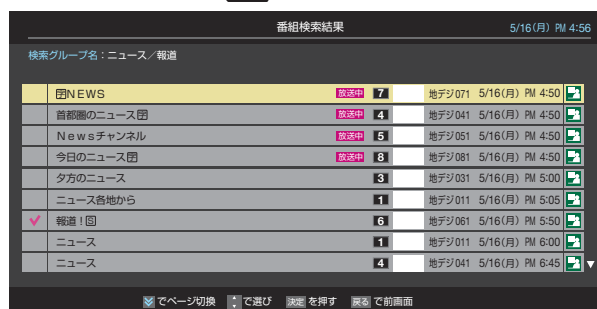 番組検索結果 5/16(月) PM 4:56
検索グループ名：ニュース／報道
🈑NEWS 放送中 7 地デジ071 5/16(月) PM 4:50
首都圏のニュース🈑 放送中 4 地デジ041 5/16(月) PM 4:50
Newsチャンネル 放送中 5 地デジ051 5/16(月) PM 4:50
今日のニュース🈑 放送中 8 地デジ081 5/16(月) PM 4:50
夕方のニュース 3 地デジ031 5/16(月) PM 5:00
ニュース各地から 1 地デジ011 5/16(月) PM 5:05
報道！🅂 6 地デジ061 5/16(月) PM 5:50
ニュース 1 地デジ011 5/16(月) PM 6:00
ニュース 4 地デジ041 5/16(月) PM 6:45 ▼
でページ切換 で選び 決定 を押す 戻る で前画面